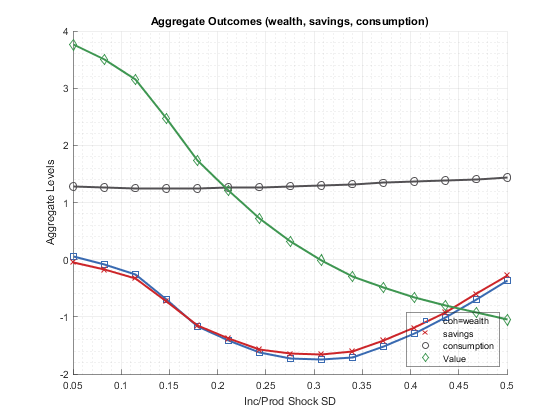 Aggregate Outcomes (wealth, savings, consumption)
4
3
2
1
0
-1
-2
Aggregate Levels
coh=wealth
savings
consumption
Value
0.05 0.1 0.15 0.2 0.25 0.3 0.35 0.4 0.45 0.5
Inc/Prod Shock SD